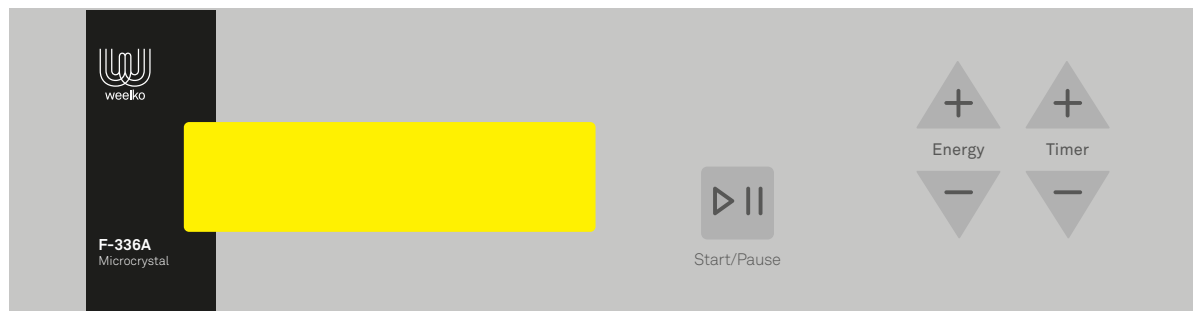 weelko
F-336A
Microcrystal
Start/Pause
Energy
Timer